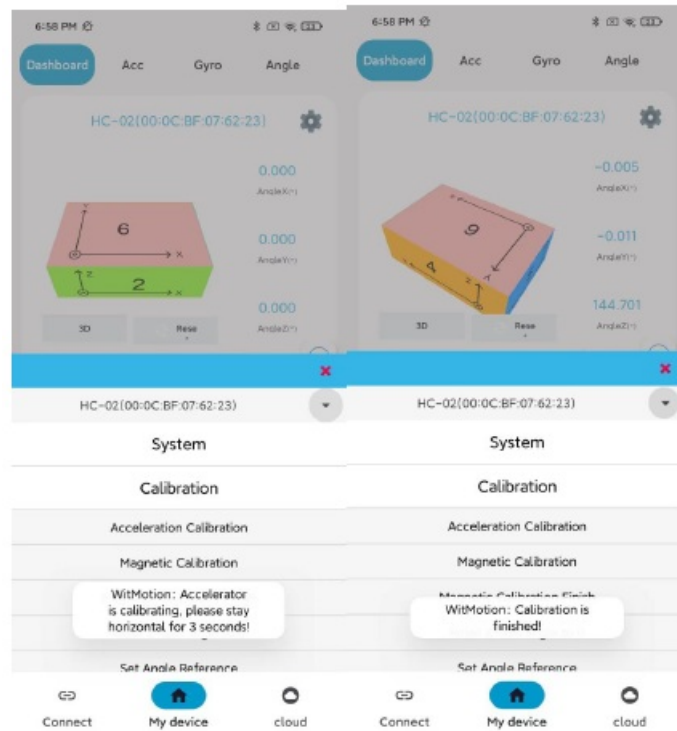 6:58 PM
Dashboard
Acc
Gyro
Angle
HC-02(00:0C:BF:07:62:23)
0.000
AngleX(°)
0.000
AngleY(°)
0.000
AngleZ(°)
6
X
Z
2
X
3D
Rese
HC-02(00:0C:BF:07:62:23)
System
Calibration
Acceleration Calibration
Magnetic Calibration
WitMotion: Accelerator
is calibrating, please stay
horizontal for 3 seconds!
Set Angle Reference
Connect
My device
cloud
6:58 PM
Dashboard
Acc
Gyro
Angle
HC-02(00:0C:BF:07:62:23)
-0.005
AngleX(°)
-0.011
AngleY(°)
144.701
AngleZ(°)
3D
Rese
HC-02(00:0C:BF:07:62:23)
System
Calibration
Acceleration Calibration
Magnetic Calibration
Magnetic Calibration Finish
WitMotion: Calibration is
finished!
Set Angle Reference
Connect
My device
cloud